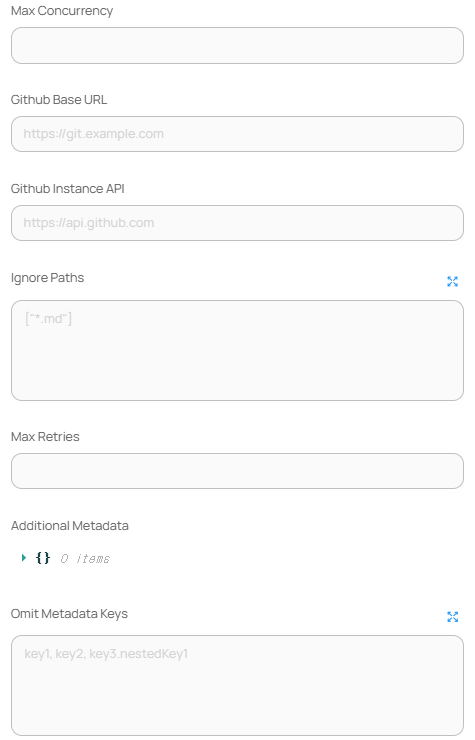 Max Concurrency
Github Base URL
https://git.example.com
Github Instance API
https://api.github.com
Ignore Paths
["*.md"]
Max Retries
Additional Metadata
{} 0 items
Omit Metadata Keys
key1, key2, key3.nestedKey1